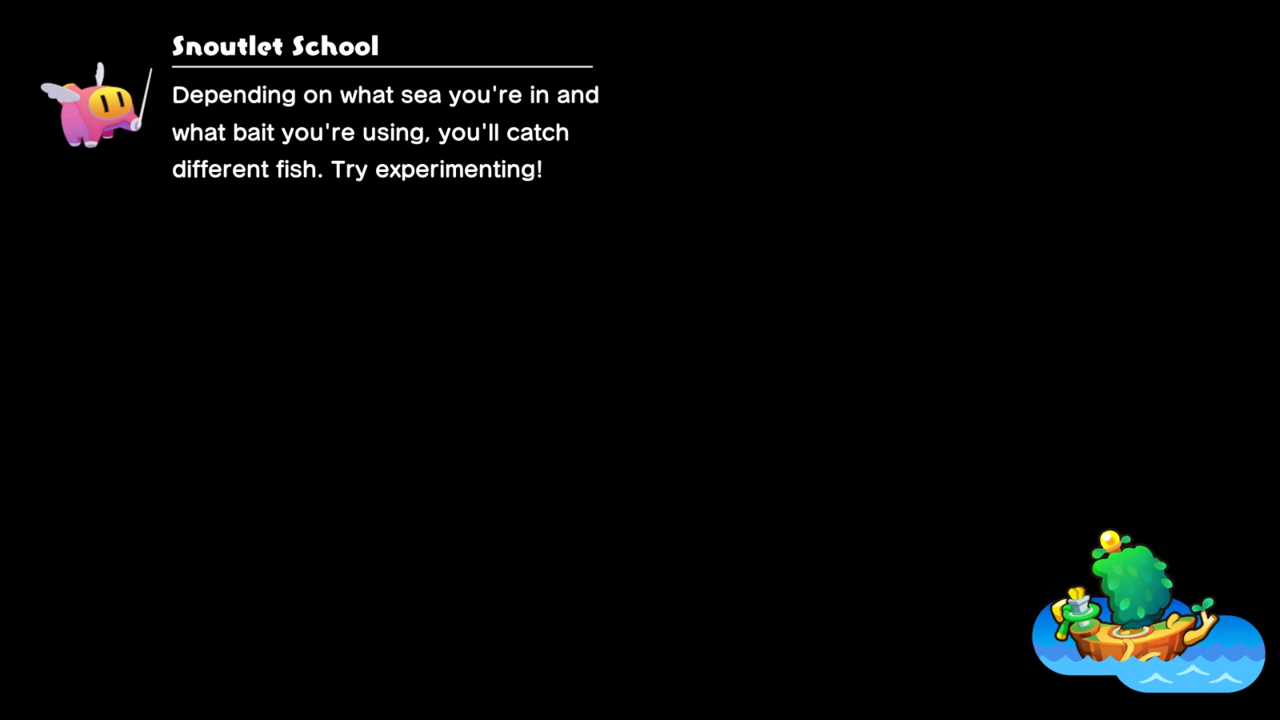 Snoutlet School
Depending on what sea you're in and
what bait you're using, you'll catch
different fish. Try experimenting!